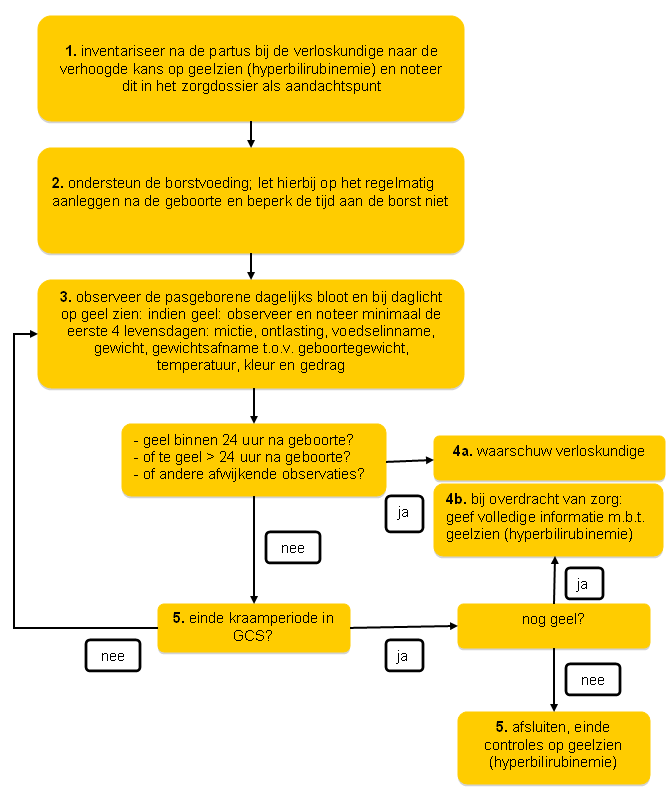 1. inventariseer na de partus bij de verloskundige naar de
verhoogde kans op geelzien (hyperbilirubinemie) en noteer
dit in het zorgdossier als aandachtspunt
2. ondersteun de borstvoeding; let hierbij op het regelmatig
aanleggen na de geboorte en beperk de tijd aan de borst niet
3. observeer de pasgeborene dagelijks bloot en bij daglicht
op geel zien: indien geel: observeer en noteer minimaal de
eerste 4 levensdagen: mictie, ontlasting, voedselinname,
gewicht, gewichtsafname t.o.v. geboortegewicht,
temperatuur, kleur en gedrag
- geel binnen 24 uur na geboorte?
- of te geel > 24 uur na geboorte?
- of andere afwijkende observaties?
ja
4a. waarschuw verloskundige
4b. bij overdracht van zorg:
geef volledige informatie m.b.t.
geelzien (hyperbilirubinemie)
nee
ja
5. einde kraamperiode in
GCS?
nee
ja
nog geel?
nee
5. afsluiten, einde
controles op geelzien
(hyperbilirubinemie)